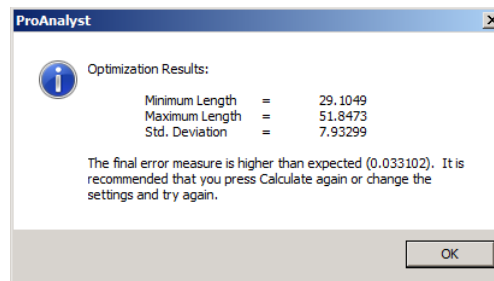 ProAnalyst
Optimization Results:
Minimum Length = 29.1049
Maximum Length = 51.8473
Std. Deviation = 7.93299
The final error measure is higher than expected (0.033102). It is
recommended that you press Calculate again or change the
settings and try again.
OK